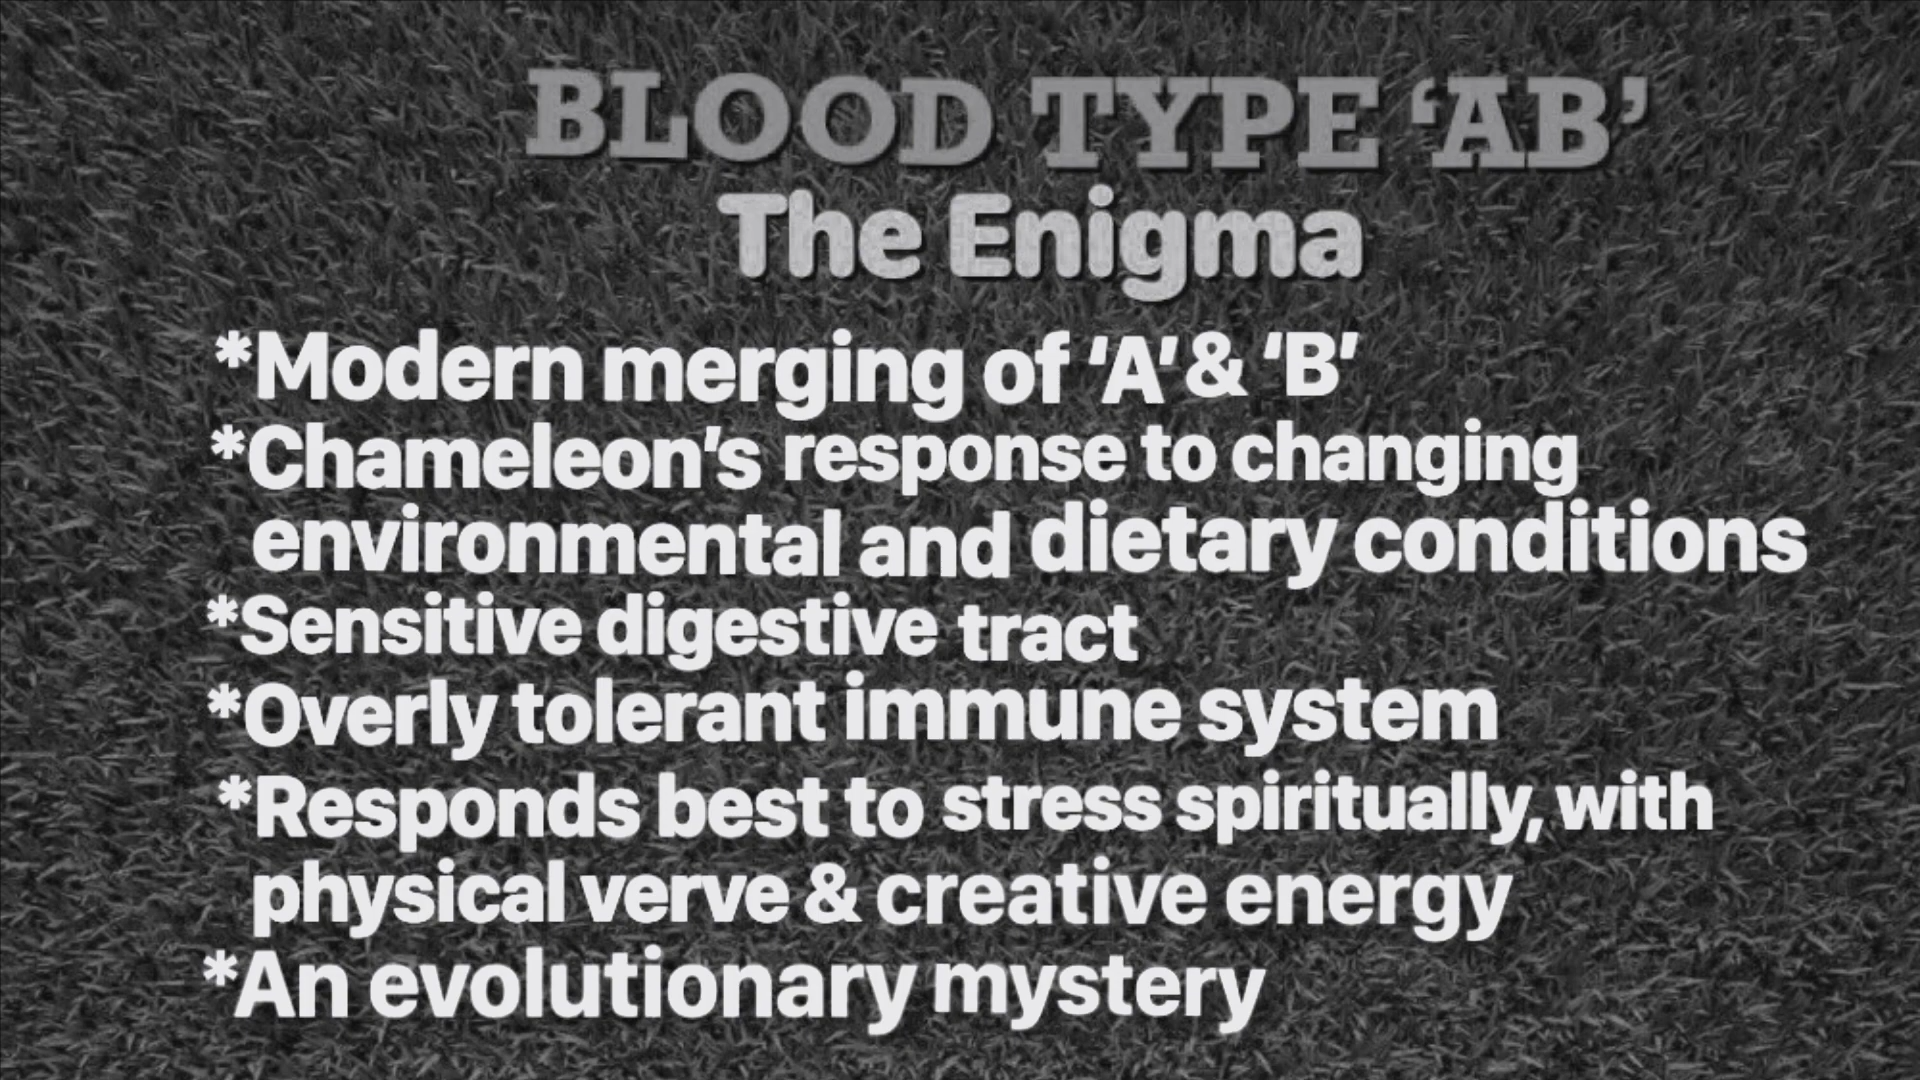 BLOOD TYPE ‘AB’
The Enigma
*Modern merging of ‘A’ & ‘B’
*Chameleon’s response to changing
environmental and dietary conditions
*Sensitive digestive tract
*Overly tolerant immune system
*Responds best to stress spiritually, with
physical verve & creative energy
*An evolutionary mystery